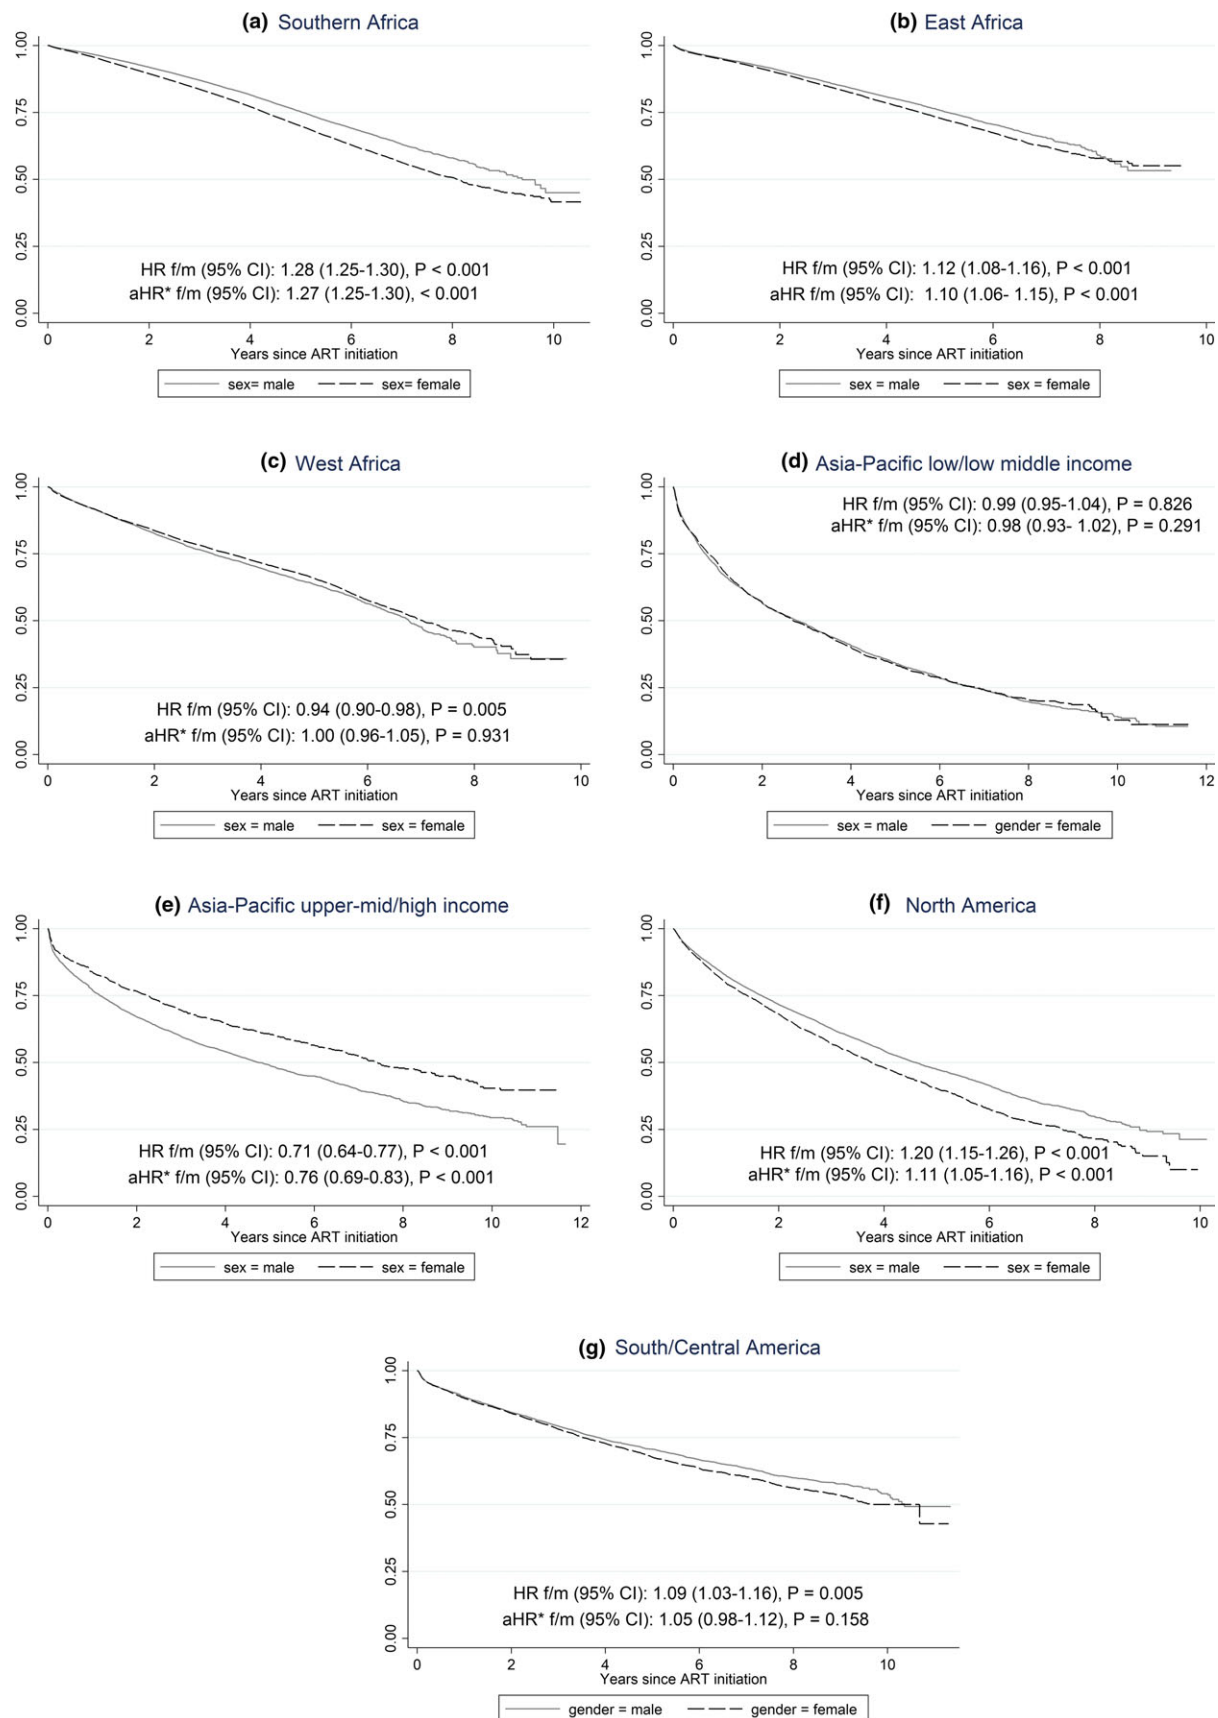 (a) Southern Africa
1.00
0.75
0.50
0.25
0.00
HR f/m (95% CI): 1.28 (1.25-1.30), P < 0.001
aHR* f/m (95% CI): 1.27 (1.25-1.30), < 0.001
0 2 4 6 8 10
Years since ART initiation
sex= male sex= female
(b) East Africa
1.00
0.75
0.50
0.25
0.00
HR f/m (95% CI): 1.12 (1.08-1.16), P < 0.001
aHR f/m (95% CI): 1.10 (1.06- 1.15), P < 0.001
0 2 4 6 8 10
Years since ART initiation
sex = male sex = female
(c) West Africa
1.00
0.75
0.50
0.25
0.00
HR f/m (95% CI): 0.94 (0.90-0.98), P = 0.005
aHR* f/m (95% CI): 1.00 (0.96-1.05), P = 0.931
0 2 4 6 8 10
Years since ART initiation
sex = male sex = female
(d) Asia-Pacific low/low middle income
1.00
0.75
0.50
0.25
0.00
HR f/m (95% CI): 0.99 (0.95-1.04), P = 0.826
aHR* f/m (95% CI): 0.98 (0.93- 1.02), P = 0.291
0 2 4 6 8 10 12
Years since ART initiation
sex = male gender = female
(e) Asia-Pacific upper-mid/high income
1.00
0.75
0.50
0.25
0.00
HR f/m (95% CI): 0.71 (0.64-0.77), P < 0.001
aHR* f/m (95% CI): 0.76 (0.69-0.83), P < 0.001
0 2 4 6 8 10 12
Years since ART initiation
sex = male sex = female
(f) North America
1.00
0.75
0.50
0.25
0.00
HR f/m (95% CI): 1.20 (1.15-1.26), P < 0.001
aHR* f/m (95% CI): 1.11 (1.05-1.16), P < 0.001
0 2 4 6 8 10
Years since ART initiation
sex = male sex = female
(g) South/Central America
1.00
0.75
0.50
0.25
0.00
HR f/m (95% CI): 1.09 (1.03-1.16), P = 0.005
aHR* f/m (95% CI): 1.05 (0.98-1.12), P = 0.158
0 2 4 6 8 10
Years since ART initiation
gender = male gender = female